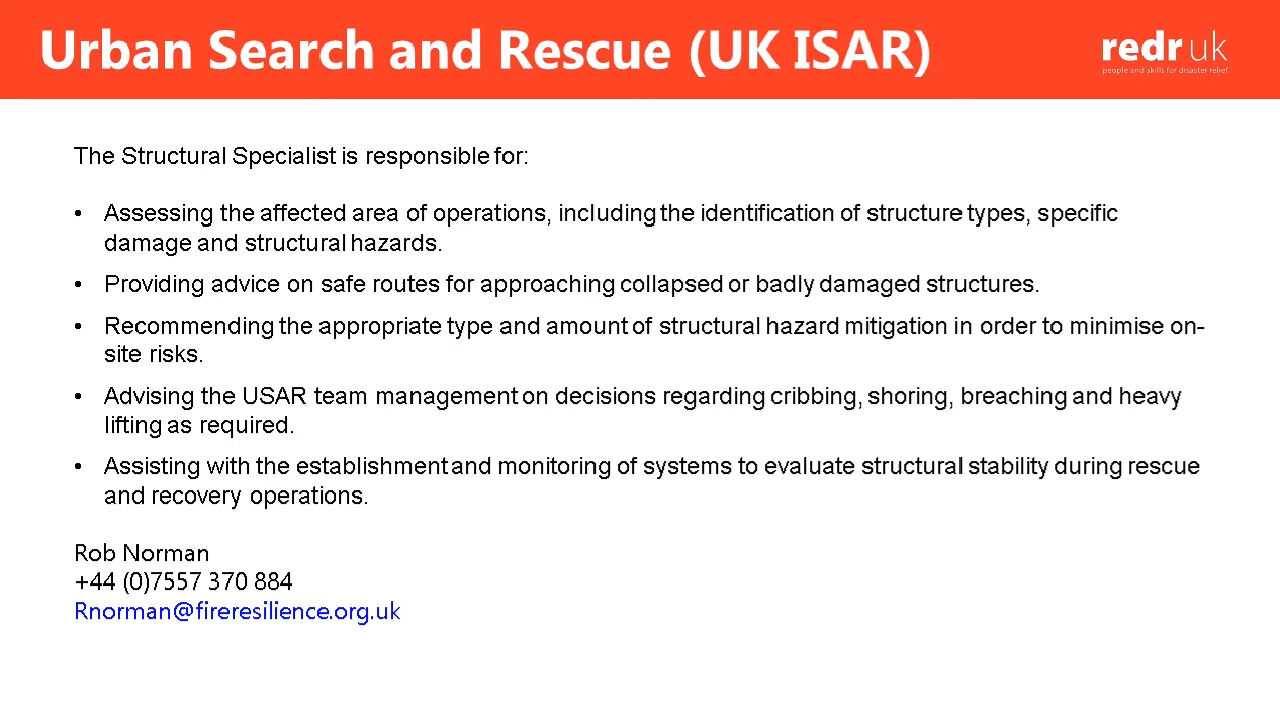 Urban Search and Rescue (UK ISAR)
redr uk
people and skills for disaster relief
The Structural Specialist is responsible for:
• Assessing the affected area of operations, including the identification of structure types, specific
damage and structural hazards.
• Providing advice on safe routes for approaching collapsed or badly damaged structures.
• Recommending the appropriate type and amount of structural hazard mitigation in order to minimise on-
site risks.
• Advising the USAR team management on decisions regarding cribbing, shoring, breaching and heavy
lifting as required.
• Assisting with the establishment and monitoring of systems to evaluate structural stability during rescue
and recovery operations.
Rob Norman
+44 (0)7557 370 884
Rnorman@fireresilience.org.uk